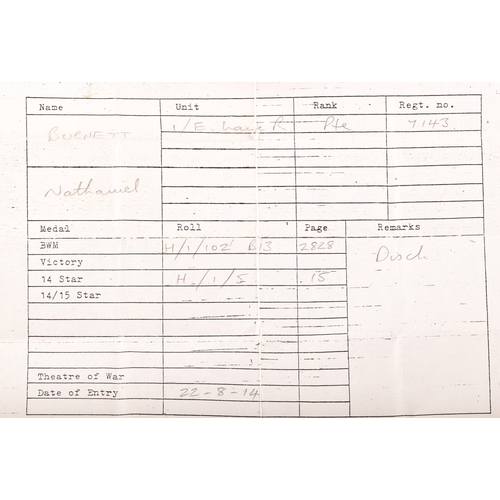 Name Unit Rank Regt. no.
BURNETT 1/E. Lancs R Pte 7143
Nathaniel
Medal Roll Page Remarks
BWM H/1/102 B13 2828 Disch
Victory
14 Star H/1/5 15
14/15 Star
Theatre of War
Date of Entry 22-8-14